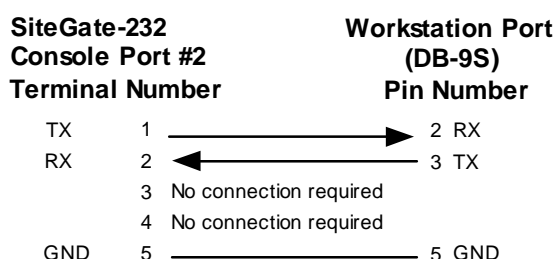 SiteGate-232 Workstation Port
Console Port #2 (DB-9S)
Terminal Number Pin Number
TX 1 2 RX
RX 2 3 TX
3 No connection required
4 No connection required
GND 5 5 GND